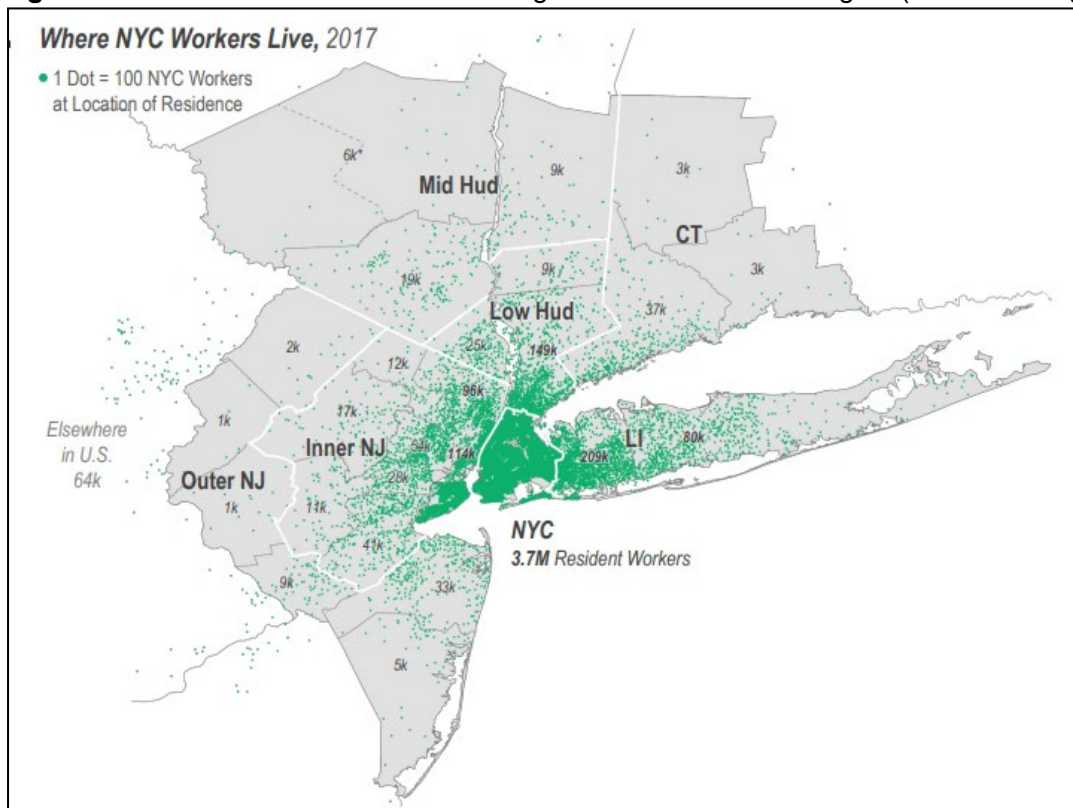 Where NYC Workers Live, 2017
1 Dot = 100 NYC Workers
at Location of Residence
6k*
9k
3k
Mid Hud
CT
3k
19k
9k
Low Hud
37k
2k
25k
149k
12k
96k
1k
17k
Elsewhere
in U.S.
64k
Inner NJ
114k
LI
80k
209k
28k
Outer NJ
1k
11k
NYC
3.7M Resident Workers
41k
9k
33k
5k